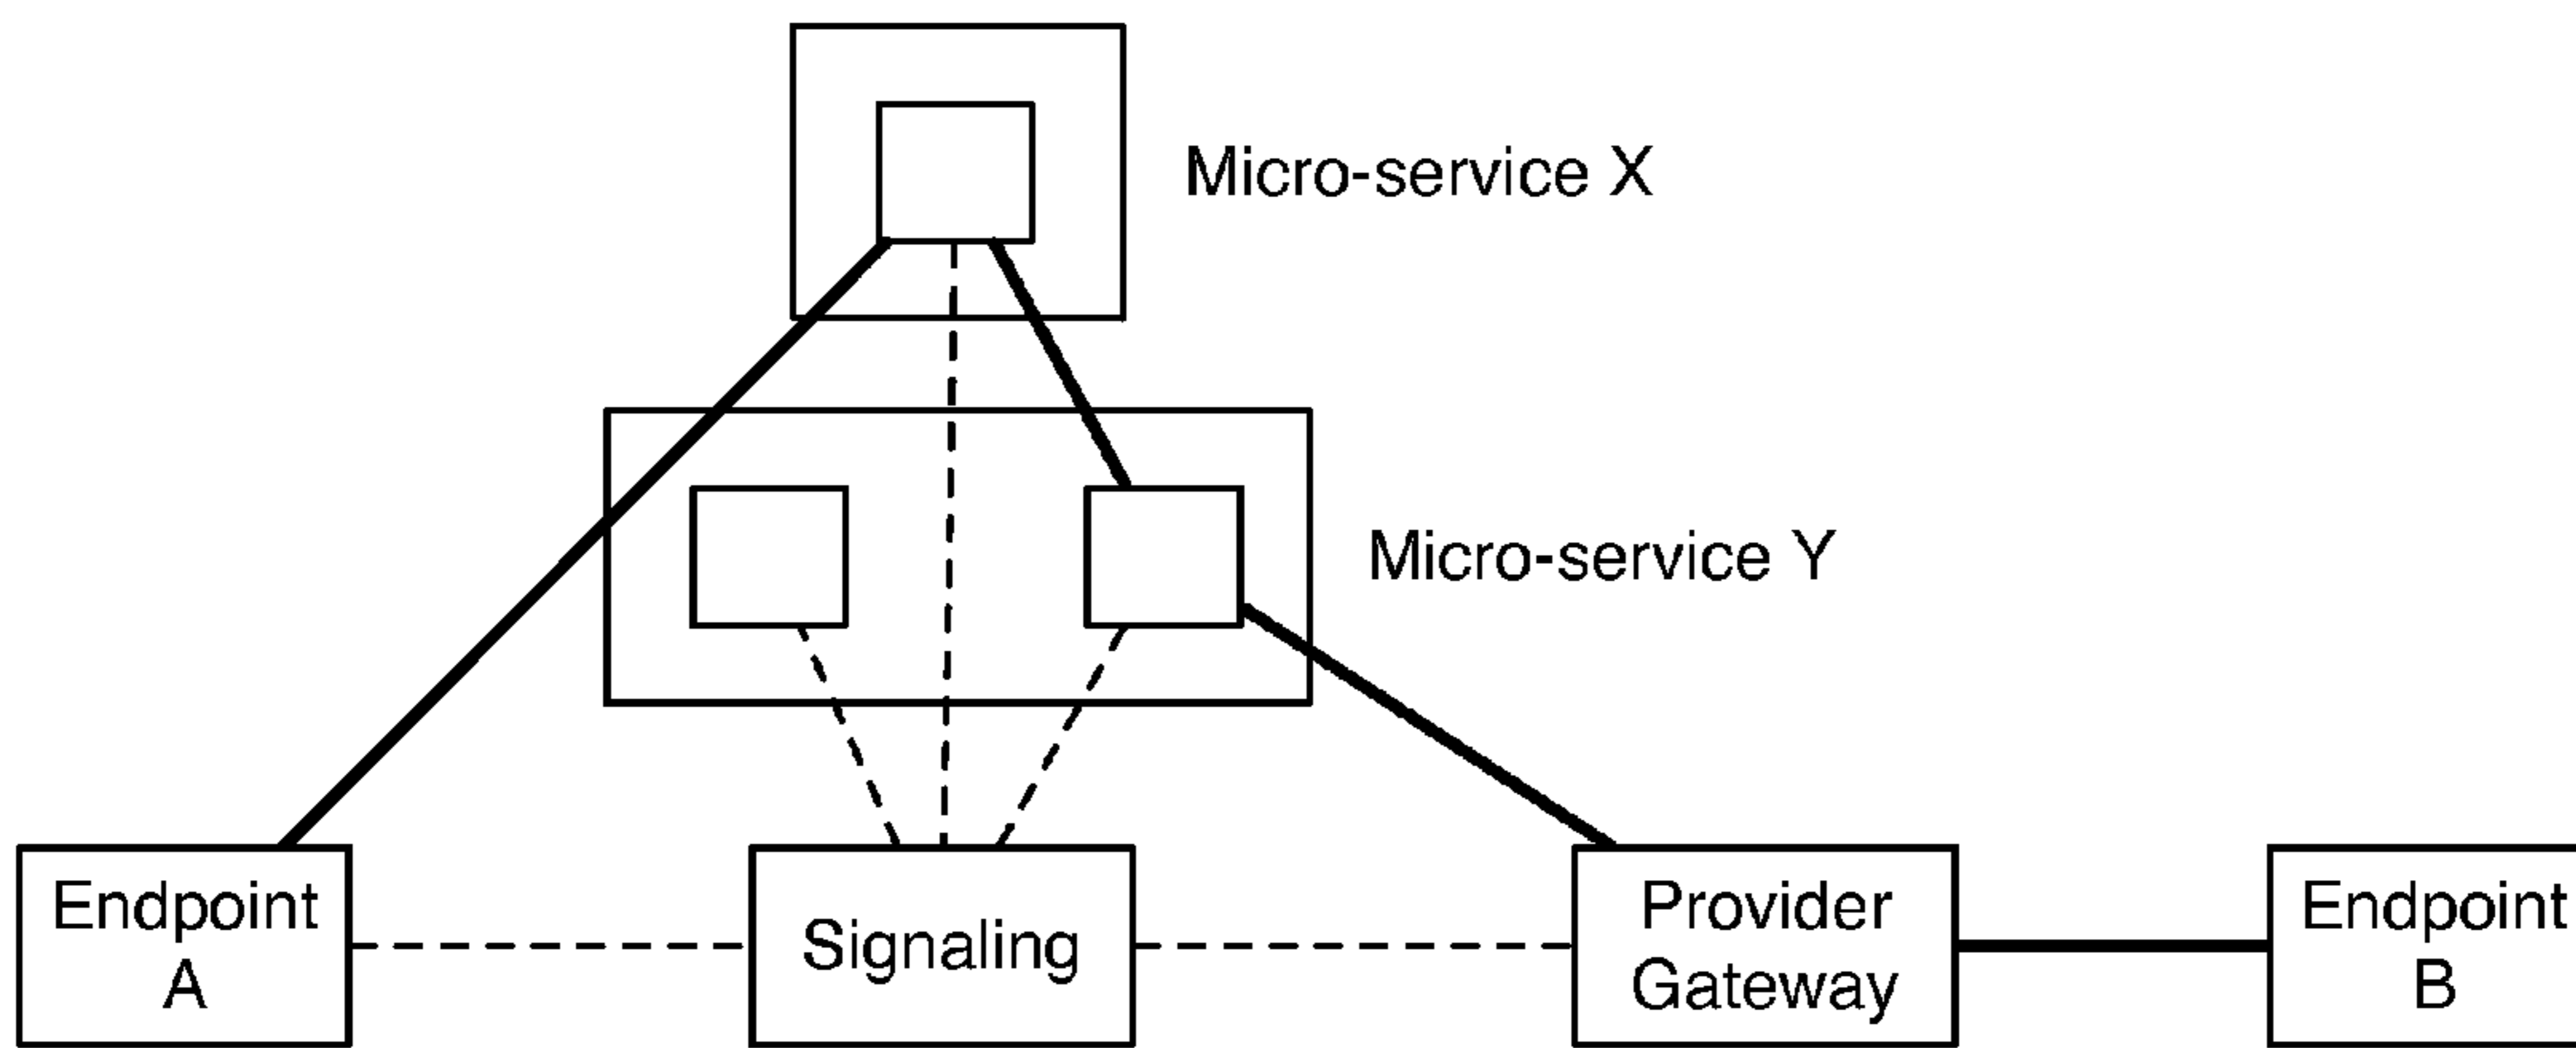 Micro-service X
Micro-service Y
Endpoint
A
Signaling
Provider
Gateway
Endpoint
B